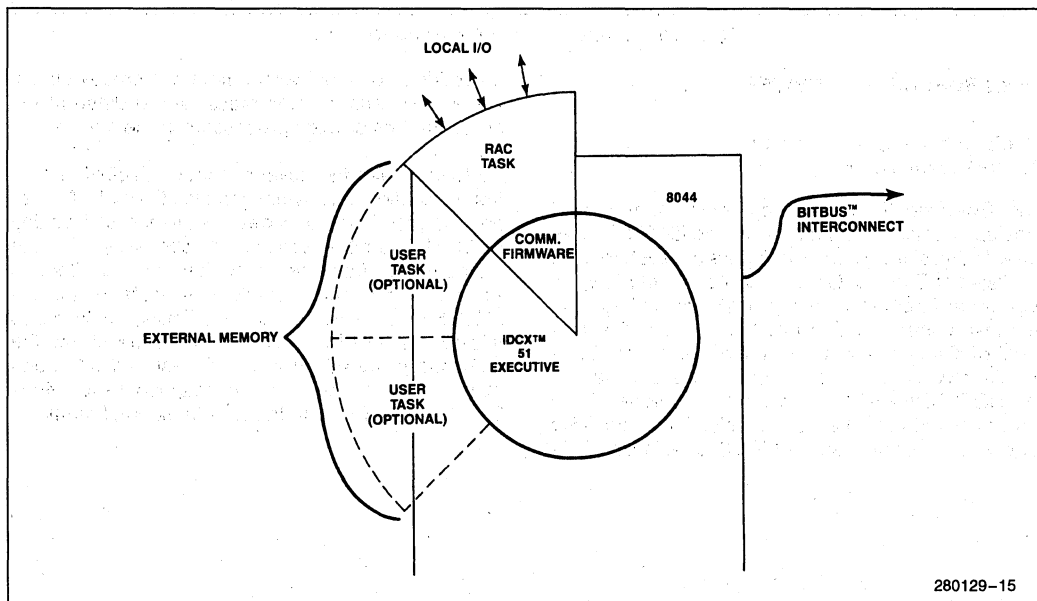 LOCAL I/O
RAC
TASK
8044
BITBUS™
INTERCONNECT
COMM.
FIRMWARE
USER
TASK
(OPTIONAL)
EXTERNAL MEMORY
IDCX™
51
EXECUTIVE
USER
TASK
(OPTIONAL)
280129–15